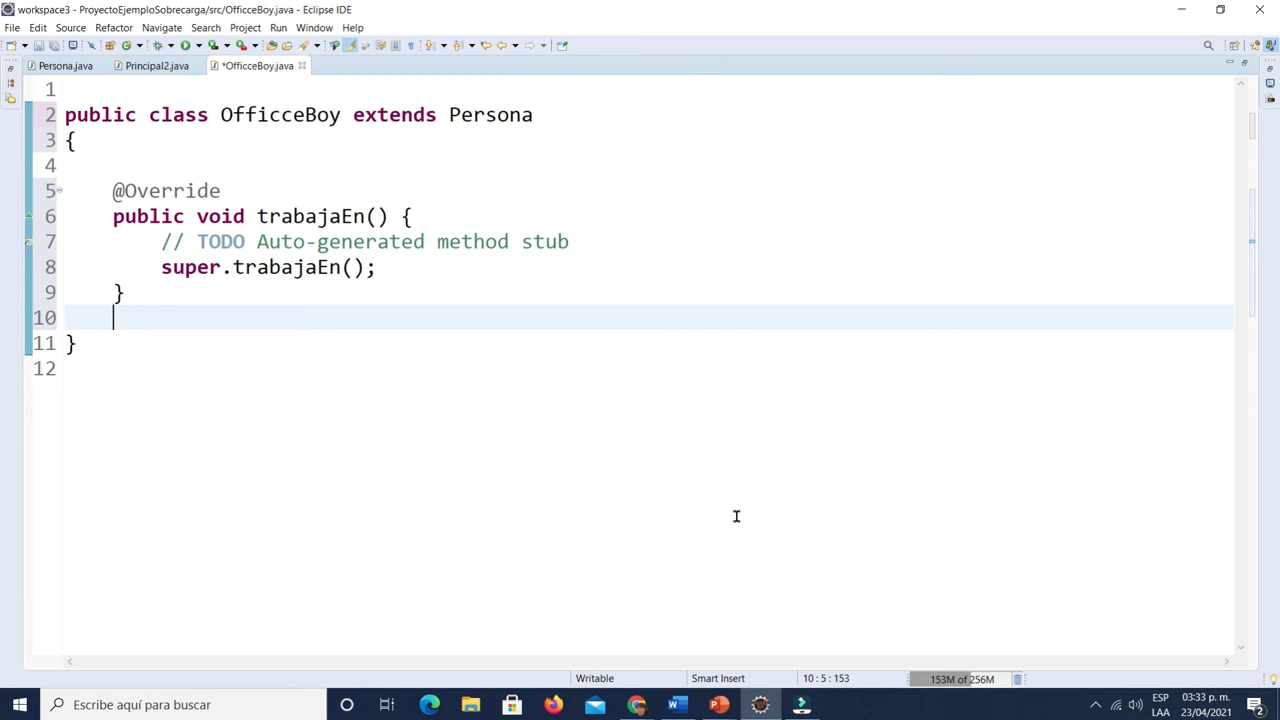 workspace3 - ProyectoEjemploSobrecarga/src/OfficceBoy.java - Eclipse IDE
File Edit Source Refactor Navigate Search Project Run Window Help
Persona.java Principal2.java *OfficceBoy.java
1
2 public class OfficceBoy extends Persona
3 {
4
5 @Override
6 public void trabajaEn() {
7 // TODO Auto-generated method stub
8 super.trabajaEn();
9 }
10
11 }
12
Writable Smart Insert 10 : 5 : 153 153M of 256M
Escribe aquí para buscar
ESP 03:33 p. m.
LAA 23/04/2021 2